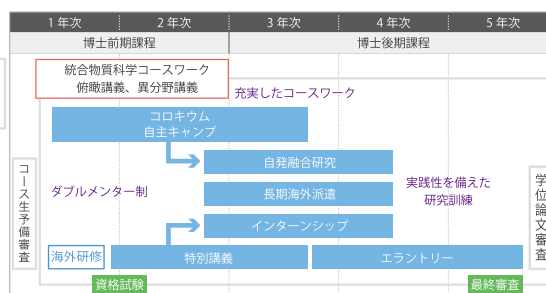 1年次
2年次
3年次
4年次
5年次
博士前期課程
博士後期課程
統合物質科学コースワーク
俯瞰講義、異分野講義
充実したコースワーク
コロキウム
自主キャンプ
自発融合研究
コース生予備審査
ダブルメンター制
長期海外派遣
実践性を備えた
研究訓練
学位論文審査
インターンシップ
海外研修
特別講義
エラントリー
資格試験
最終審査